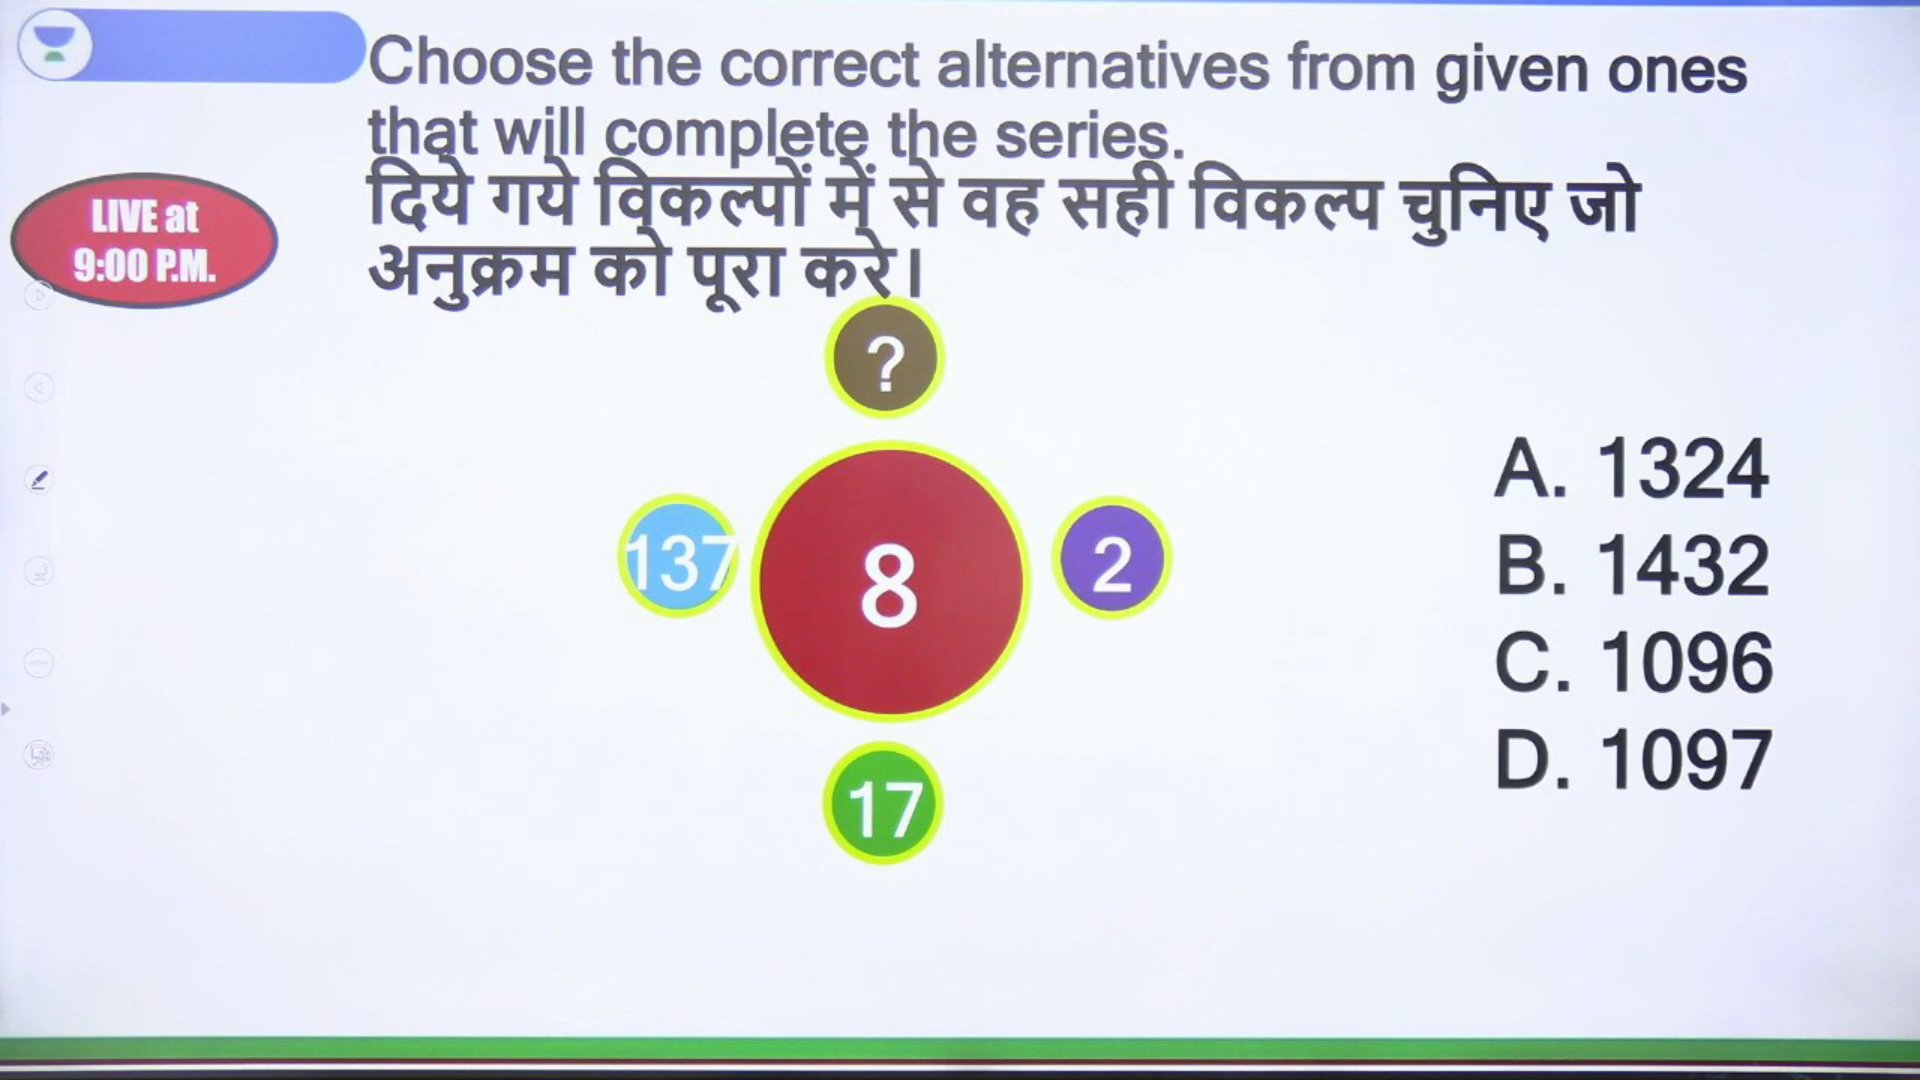 Choose the correct alternatives from given ones
that will complete the series.
दिये गये विकल्पों में से वह सही विकल्प चुनिए जो
अनुक्रम को पूरा करे।
LIVE at
9:00 P.M.
?
137
8
2
17
A. 1324
B. 1432
C. 1096
D. 1097